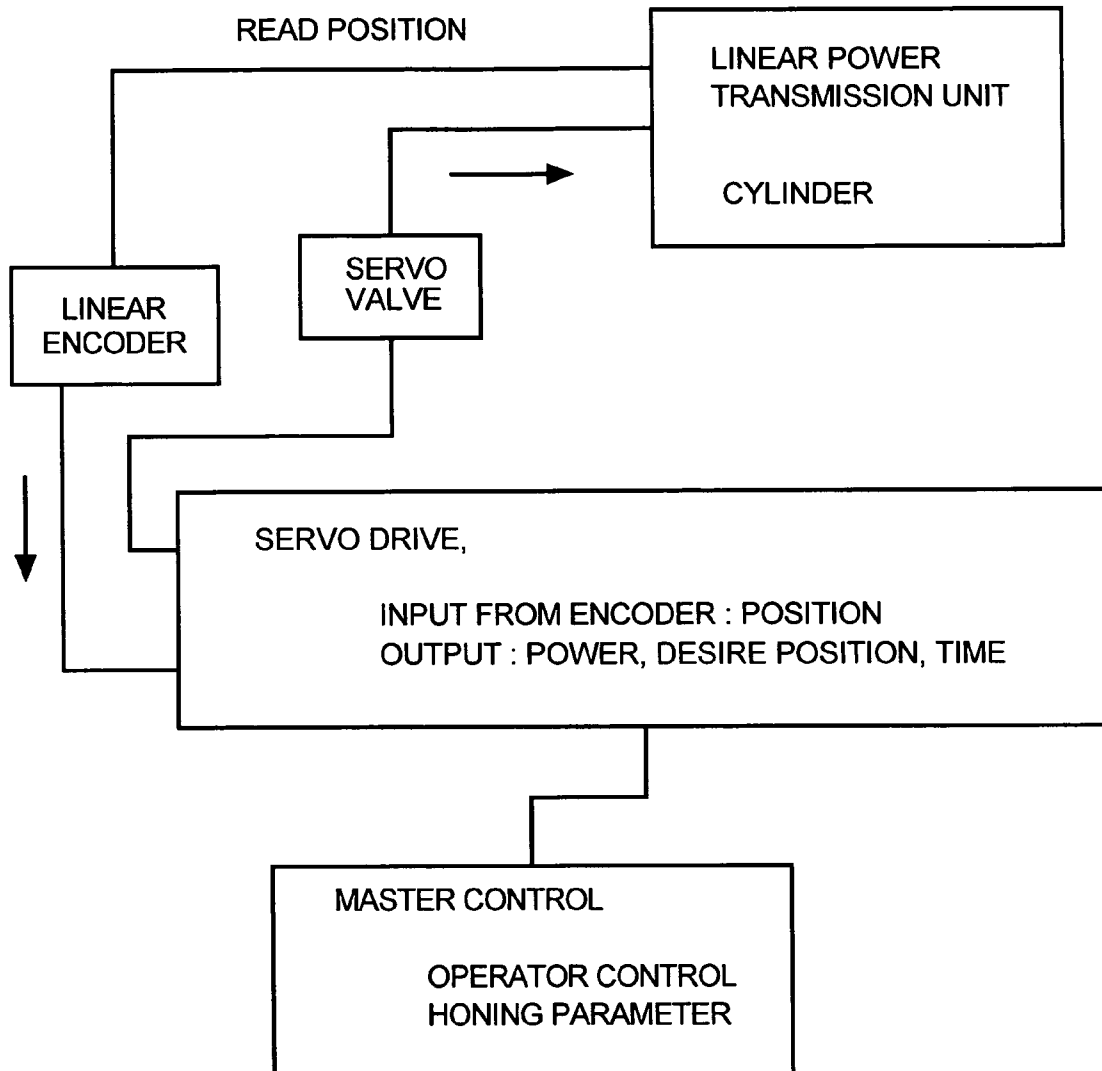 READ POSITION
LINEAR POWER
TRANSMISSION UNIT
CYLINDER
SERVO
VALVE
LINEAR
ENCODER
SERVO DRIVE,
INPUT FROM ENCODER : POSITION
OUTPUT : POWER, DESIRE POSITION, TIME
MASTER CONTROL
OPERATOR CONTROL
HONING PARAMETER